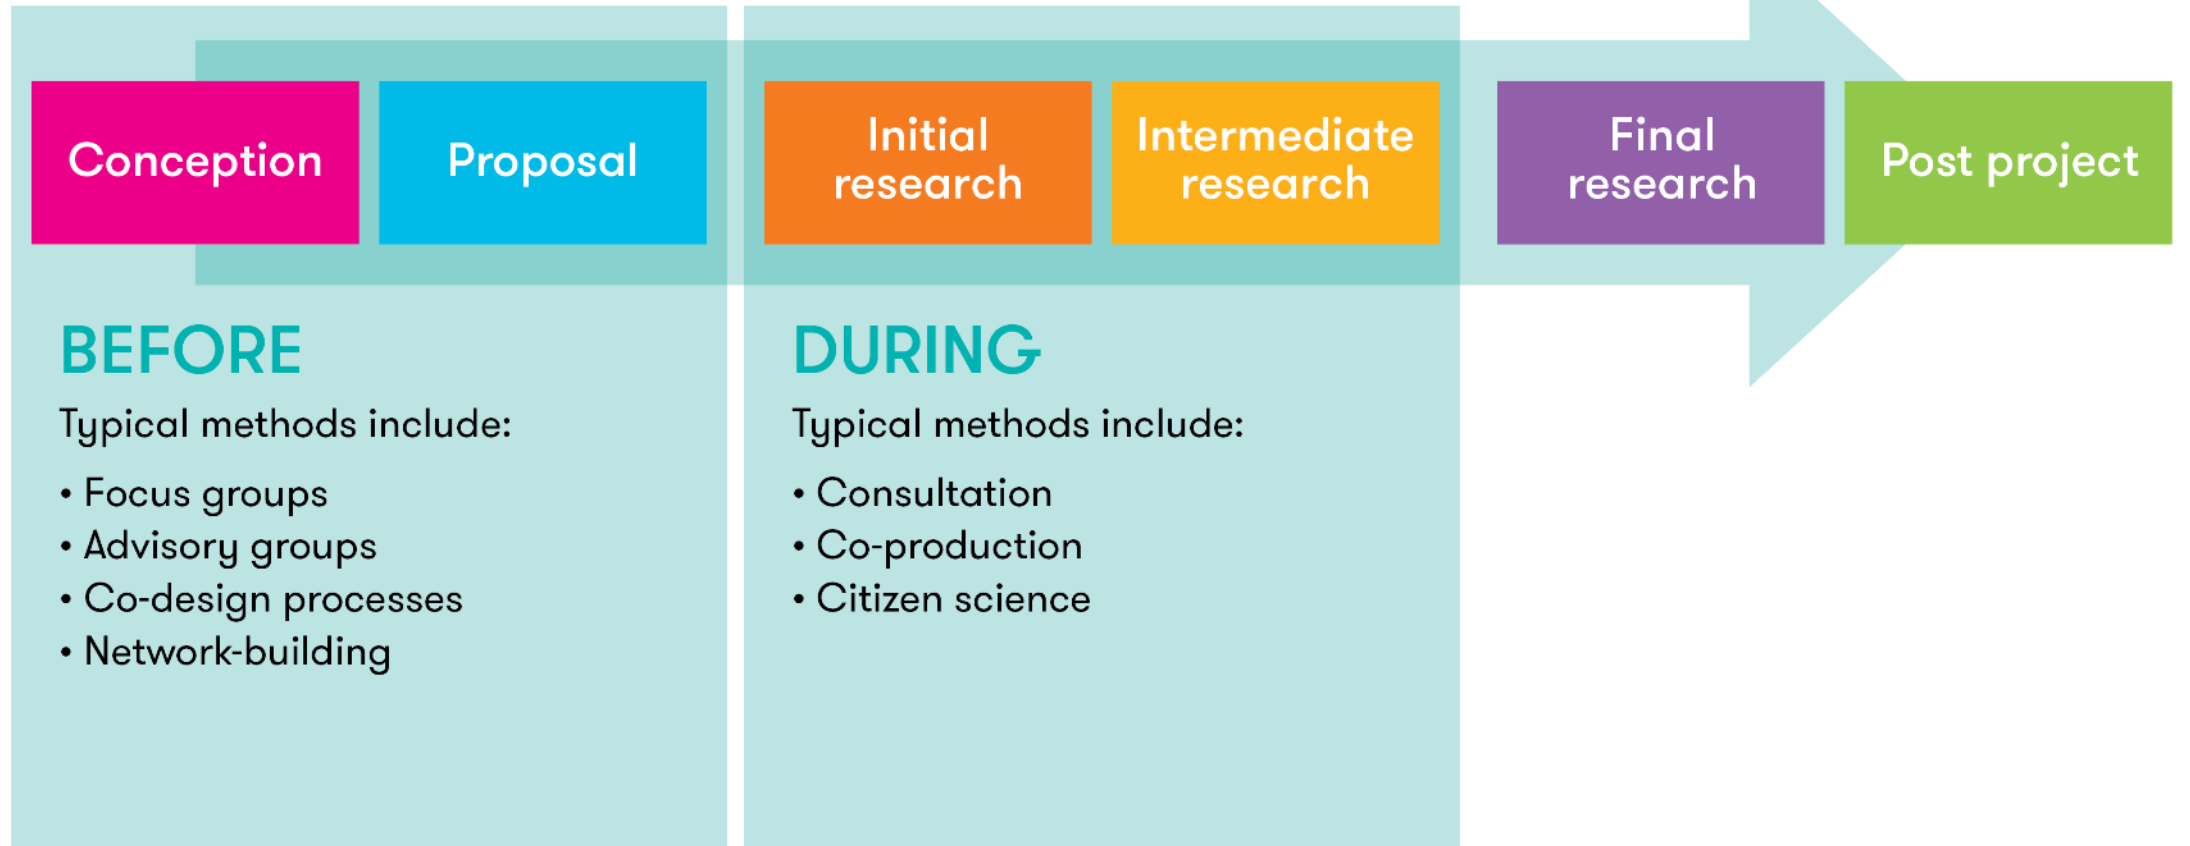 Conception
Proposal
Initial
research
Intermediate
research
Final
research
Post project
BEFORE
Typical methods include:
• Focus groups
• Advisory groups
• Co-design processes
• Network-building
DURING
Typical methods include:
• Consultation
• Co-production
• Citizen science